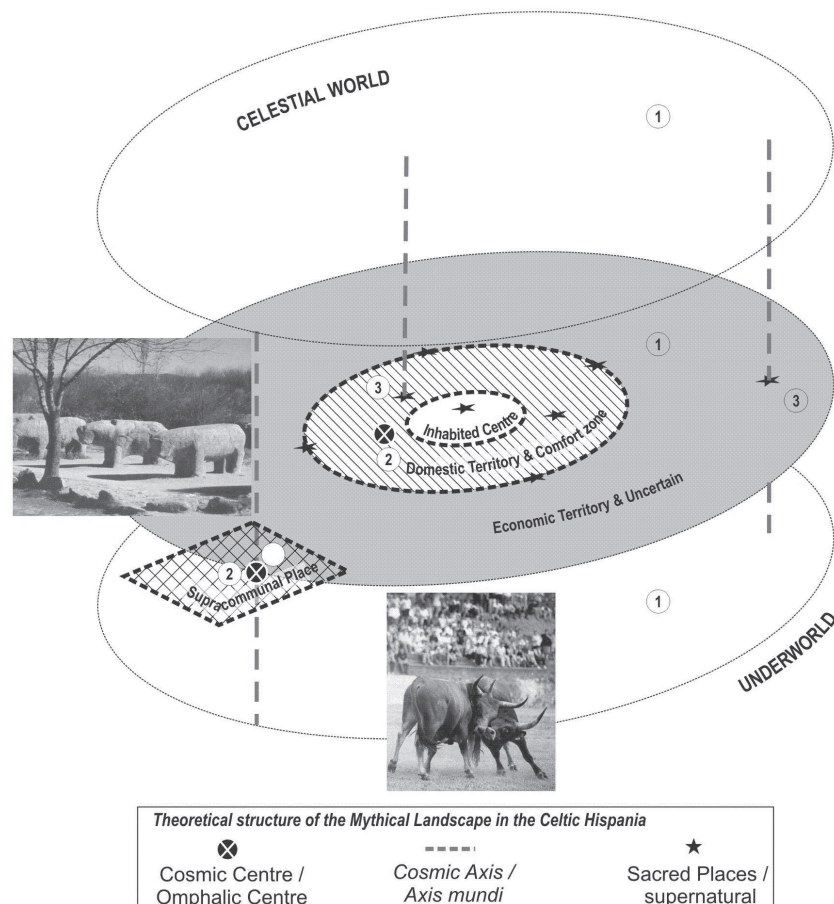 CELESTIAL WORLD
1
1
3
3
Inhabited Centre
2
Domestic Territory & Comfort zone
Economic Territory & Uncertain
2
Supracommunal Place
1
UNDERWORLD
Theoretical structure of the Mythical Landscape in the Celtic Hispania
Cosmic Centre /
Omphalic Centre
Cosmic Axis /
Axis mundi
Sacred Places /
supernatural